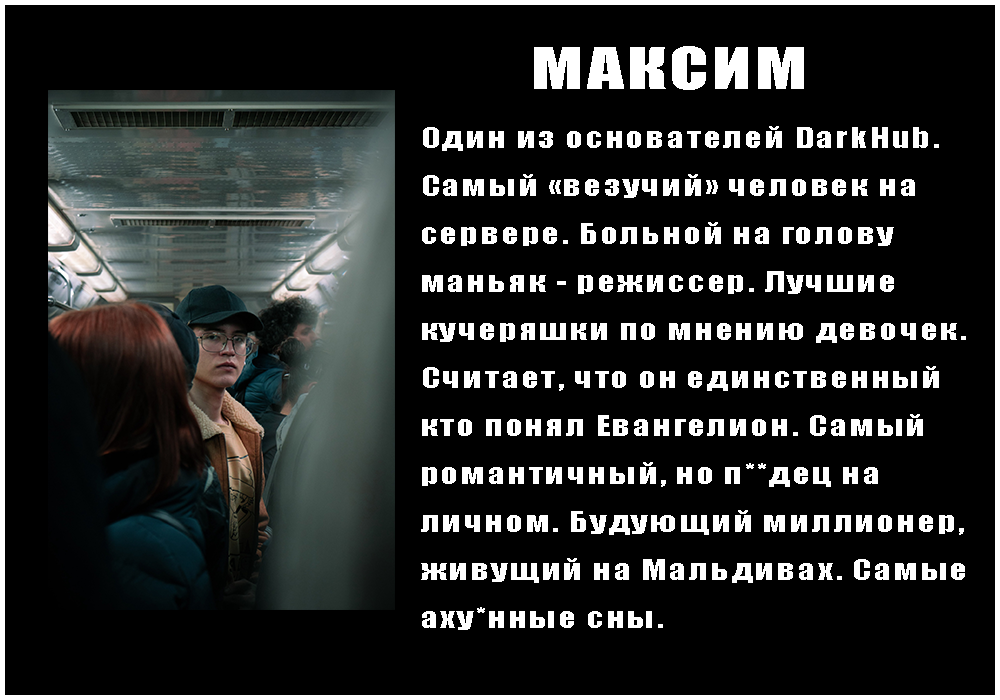 МАКСИМ
Один из основателей DarkHub.
Самый «везучий» человек на
сервере. Больной на голову
маньяк - режиссер. Лучшие
кучеряшки по мнению девочек.
Считает, что он единственный
кто понял Евангелион. Самый
романтичный, но п**дец на
личном. Будующий миллионер,
живущий на Мальдивах. Самые
аху*нные сны.